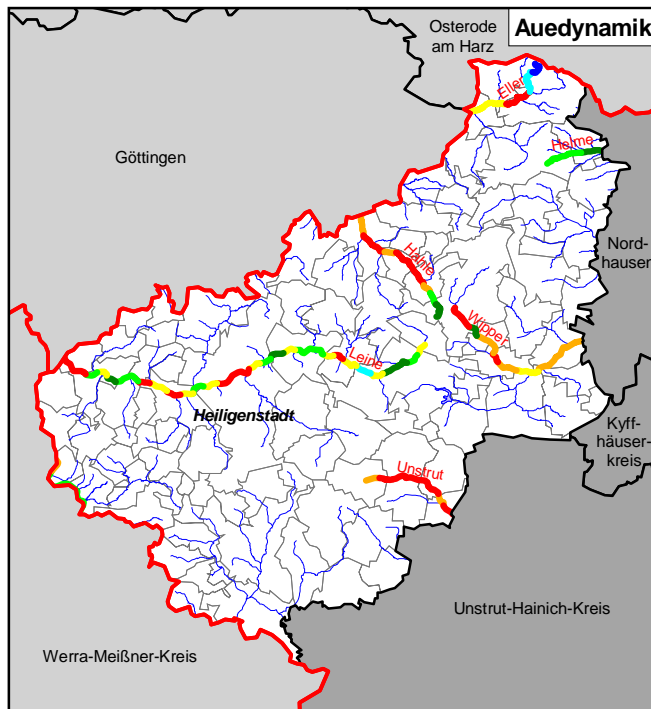 Osterode
am Harz
Auedynamik
Eller
Göttingen
Helme
Nord-
hausen
Hahle
Wipper
Leine
Heiligenstadt
Kyff-
häuser-
kreis
Unstrut
Unstrut-Hainich-Kreis
Werra-Meißner-Kreis